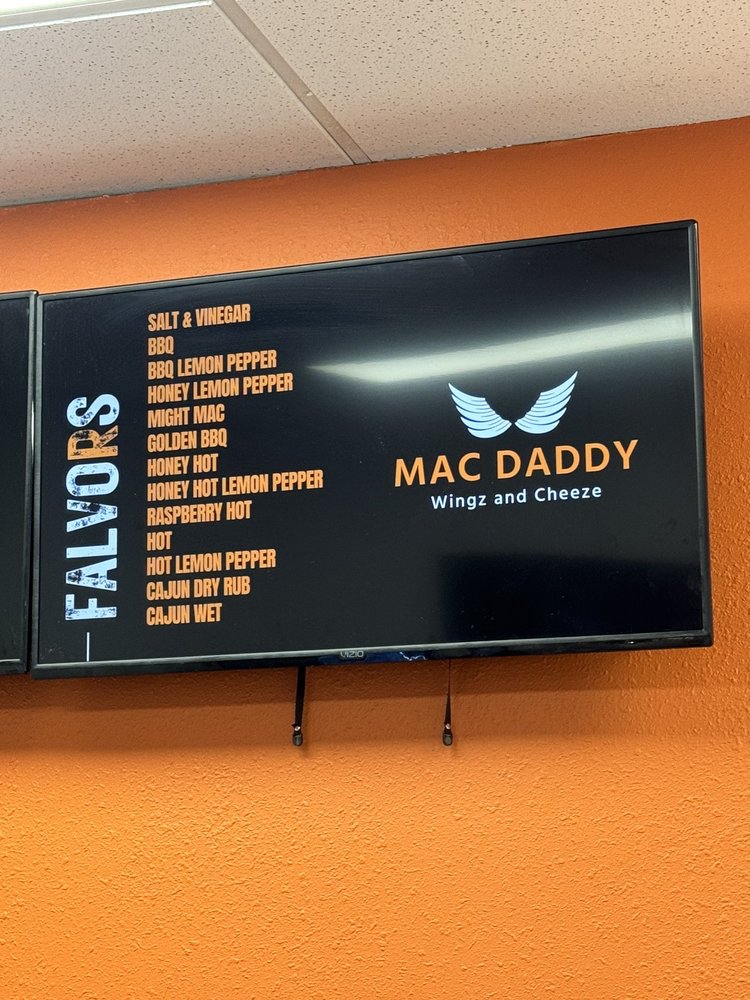 FALVORS
SALT & VINEGAR
BBQ
BBQ LEMON PEPPER
HONEY LEMON PEPPER
MIGHT MAC
GOLDEN BBQ
HONEY HOT
HONEY HOT LEMON PEPPER
RASPBERRY HOT
HOT
HOT LEMON PEPPER
CAJUN DRY RUB
CAJUN WET
MAC DADDY
Wingz and Cheeze
VIZIO